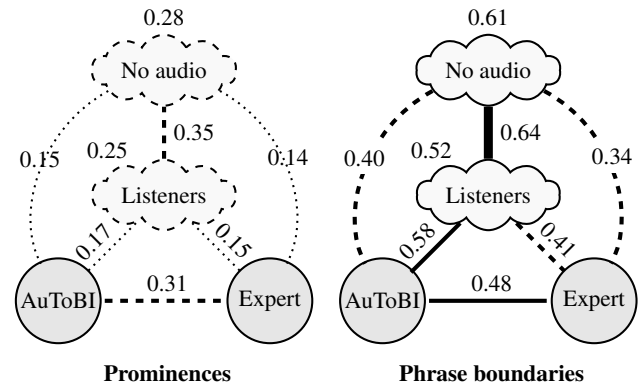 0.28
No audio
0.35
0.15
0.25
0.14
Listeners
0.17
0.15
AuToBI
0.31
Expert
Prominences
0.61
No audio
0.64
0.40
0.52
0.34
Listeners
0.58
0.41
AuToBI
0.48
Expert
Phrase boundaries